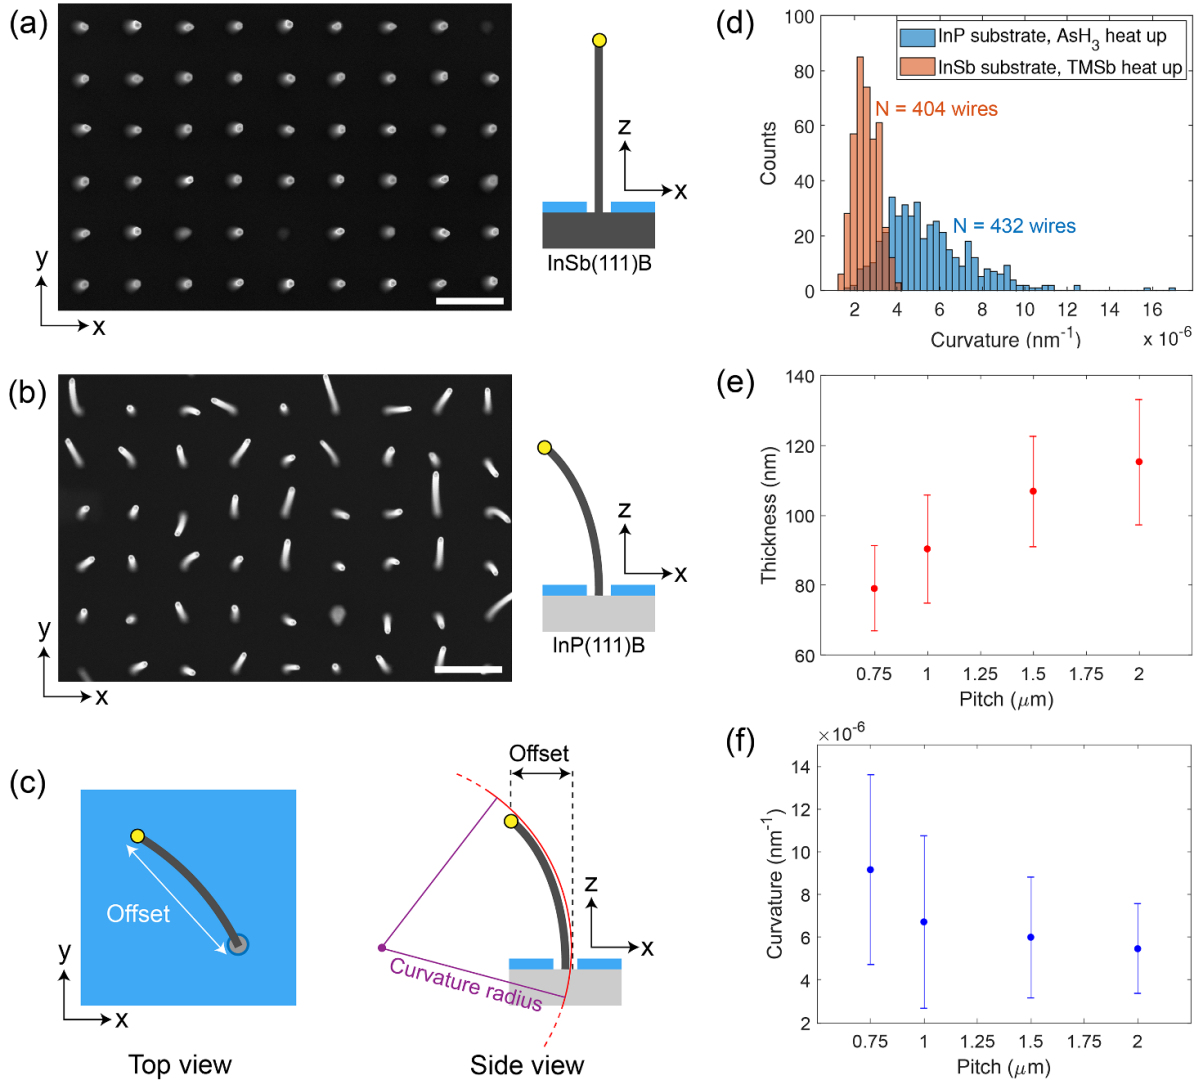 (a)
y
x
z
x
InSb(111)B
(b)
y
x
z
x
InP(111)B
(c)
Offset
y
x
Top view
Offset
z
x
Curvature radius
Side view
(d)
100
80
60
40
20
0
Counts
InP substrate, AsH₃ heat up
InSb substrate, TMSb heat up
N = 404 wires
N = 432 wires
2 4 6 8 10 12 14 16
Curvature (nm⁻¹)
x 10⁻⁶
(e)
140
120
100
80
60
Thickness (nm)
0.75 1 1.25 1.5 1.75 2
Pitch (μm)
(f)
×10⁻⁶
14
12
10
8
6
4
2
Curvature (nm⁻¹)
0.75 1 1.25 1.5 1.75 2
Pitch (μm)